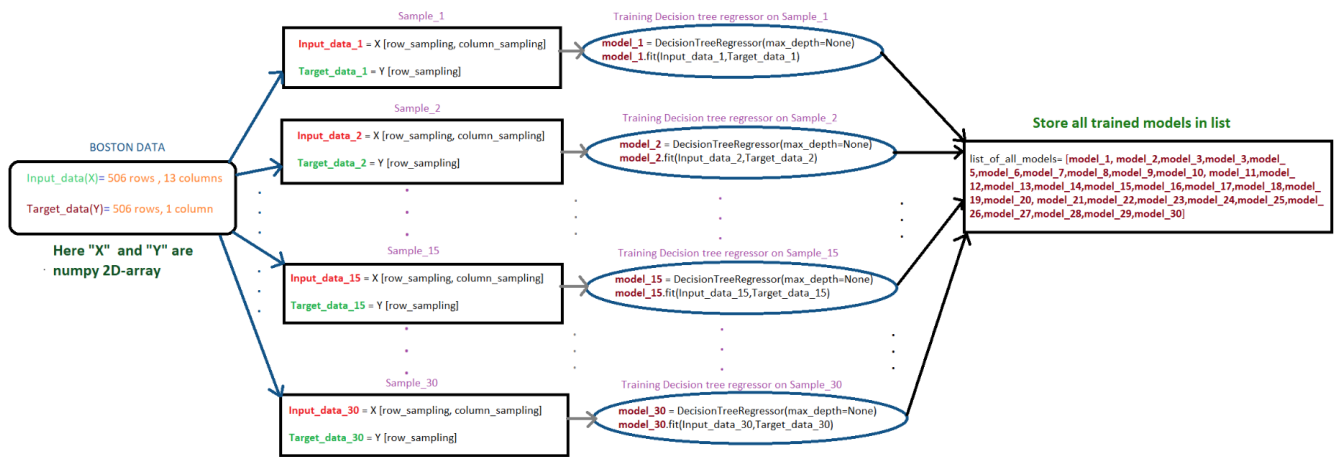 Sample_1
Input_data_1 = X [row_sampling, column_sampling]
Target_data_1 = Y [row_sampling]
Training Decision tree regressor on Sample_1
model_1 = DecisionTreeRegressor(max_depth=None)
model_1.fit(Input_data_1,Target_data_1)
Sample_2
Input_data_2 = X [row_sampling, column_sampling]
Target_data_2 = Y [row_sampling]
Training Decision tree regressor on Sample_2
model_2 = DecisionTreeRegressor(max_depth=None)
model_2.fit(Input_data_2,Target_data_2)
BOSTON DATA
Input_data(X)= 506 rows , 13 columns
Target_data(Y)= 506 rows, 1 column
Here "X" and "Y" are
numpy 2D-array
Sample_15
Input_data_15 = X [row_sampling, column_sampling]
Target_data_15 = Y [row_sampling]
Training Decision tree regressor on Sample_15
model_15 = DecisionTreeRegressor(max_depth=None)
model_15.fit(Input_data_15,Target_data_15)
Sample_30
Input_data_30 = X [row_sampling, column_sampling]
Target_data_30 = Y [row_sampling]
Training Decision tree regressor on Sample_30
model_30 = DecisionTreeRegressor(max_depth=None)
model_30.fit(Input_data_30,Target_data_30)
Store all trained models in list
list_of_all_models= [model_1, model_2,model_3,model_3,model_
5,model_6,model_7,model_8,model_9,model_10, model_11,model_
12,model_13,model_14,model_15,model_16,model_17,model_18,model_
19,model_20, model_21,model_22,model_23,model_24,model_25,model_
26,model_27,model_28,model_29,model_30]